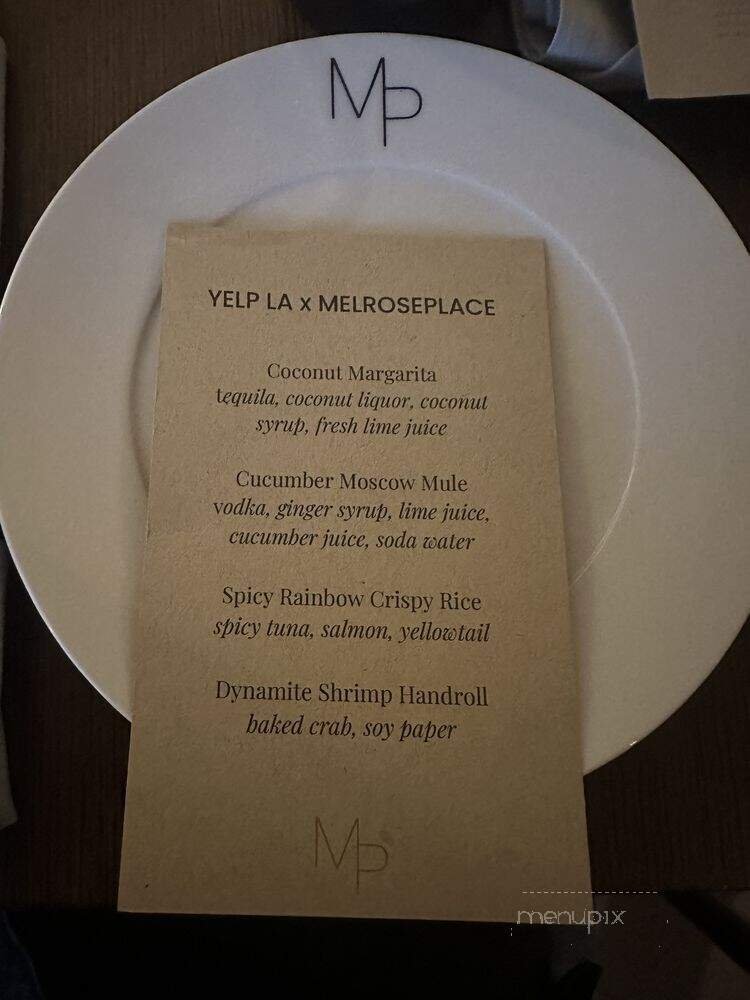 MP
YELP LA x MELROSEPLACE
Coconut Margarita
tequila, coconut liquor, coconut
syrup, fresh lime juice
Cucumber Moscow Mule
vodka, ginger syrup, lime juice,
cucumber juice, soda water
Spicy Rainbow Crispy Rice
spicy tuna, salmon, yellowtail
Dynamite Shrimp Handroll
baked crab, soy paper
MP
menupix